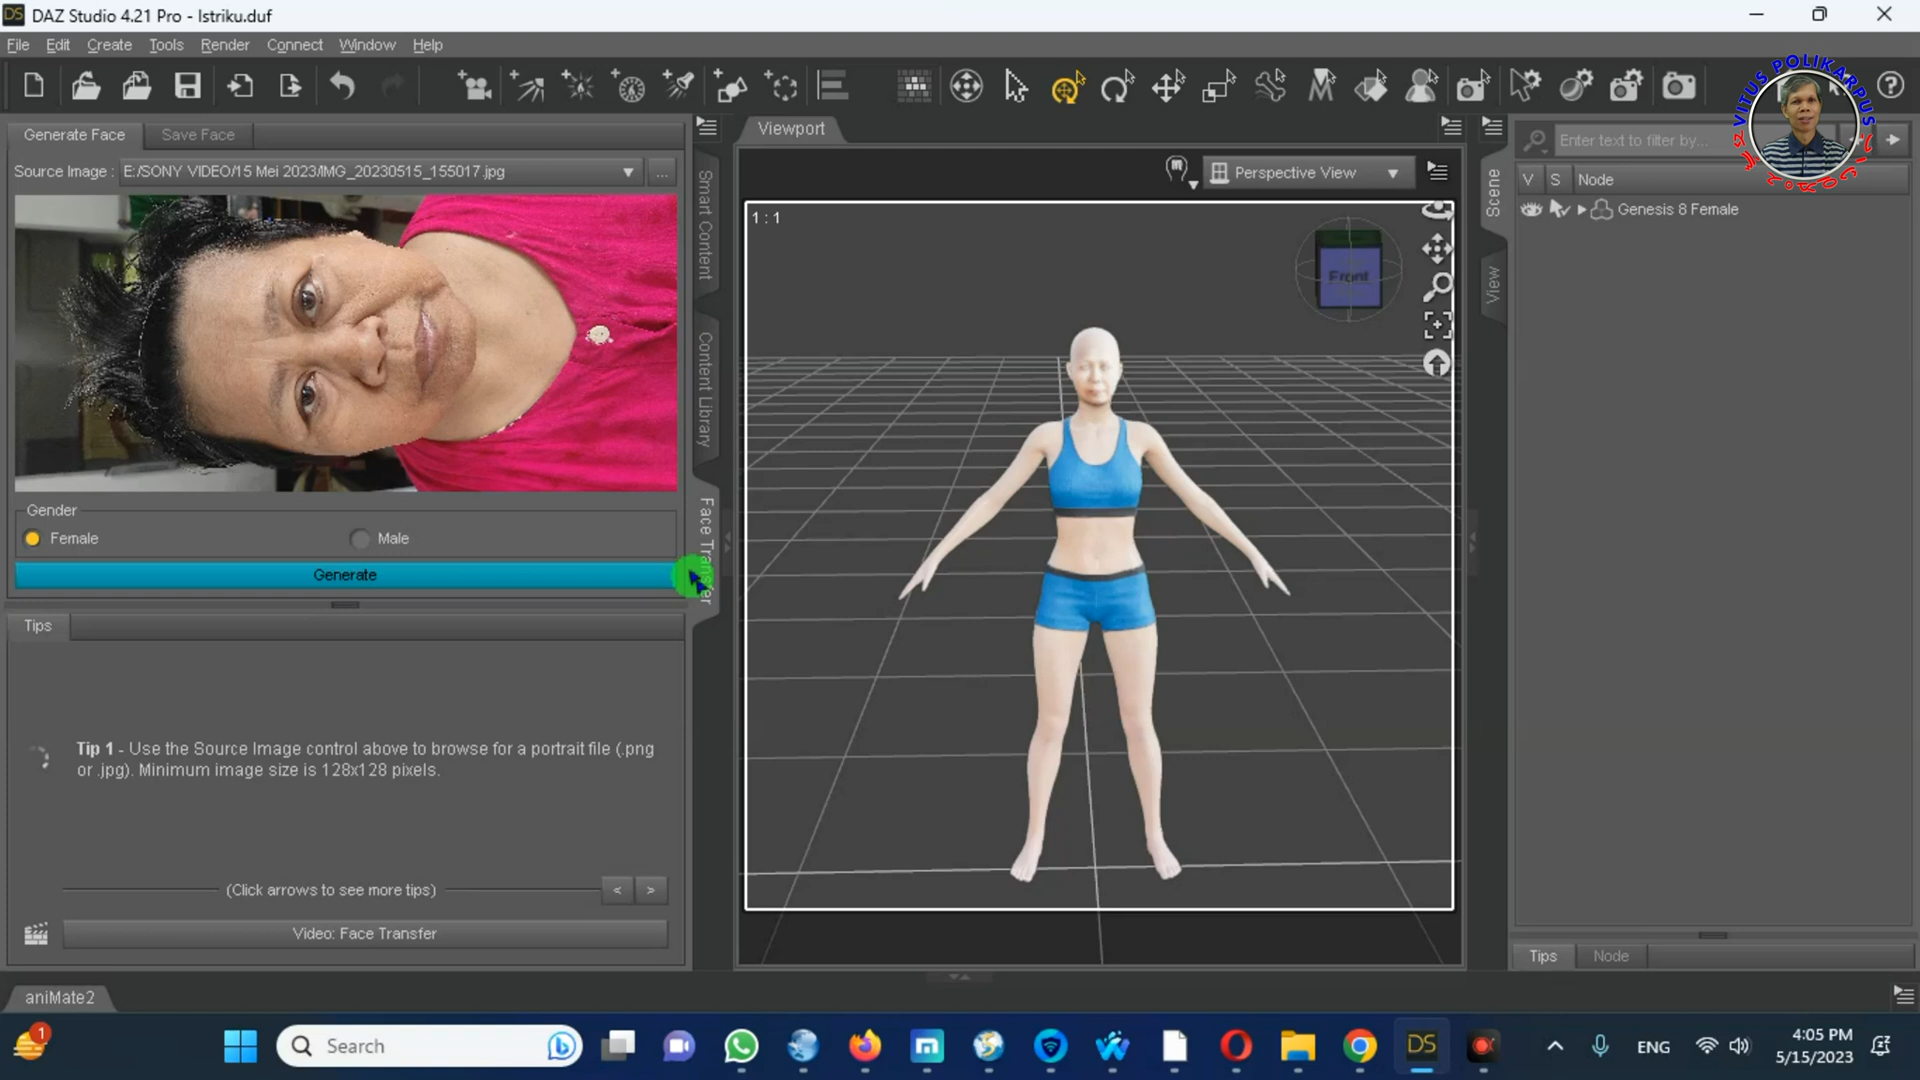 DAZ Studio 4.21 Pro - Istriku.duf
File Edit Create Tools Render Connect Window Help
VITUS POLIKARPUS
Generate Face Save Face
Source Image : E:/SONY VIDEO/15 Mei 2023/IMG_20230515_155017.jpg ...
Gender
Female Male
Generate
Tips
Tip 1 - Use the Source Image control above to browse for a portrait file (.png
or .jpg). Minimum image size is 128x128 pixels.
(Click arrows to see more tips) < >
Video: Face Transfer
Smart Content
Content Library
Face Transfer
Viewport
Perspective View
1 : 1
Front
Scene
View
Enter text to filter by...
V S Node
Genesis 8 Female
Tips Node
aniMate2
1
Search
DS
ENG
4:05 PM
5/15/2023